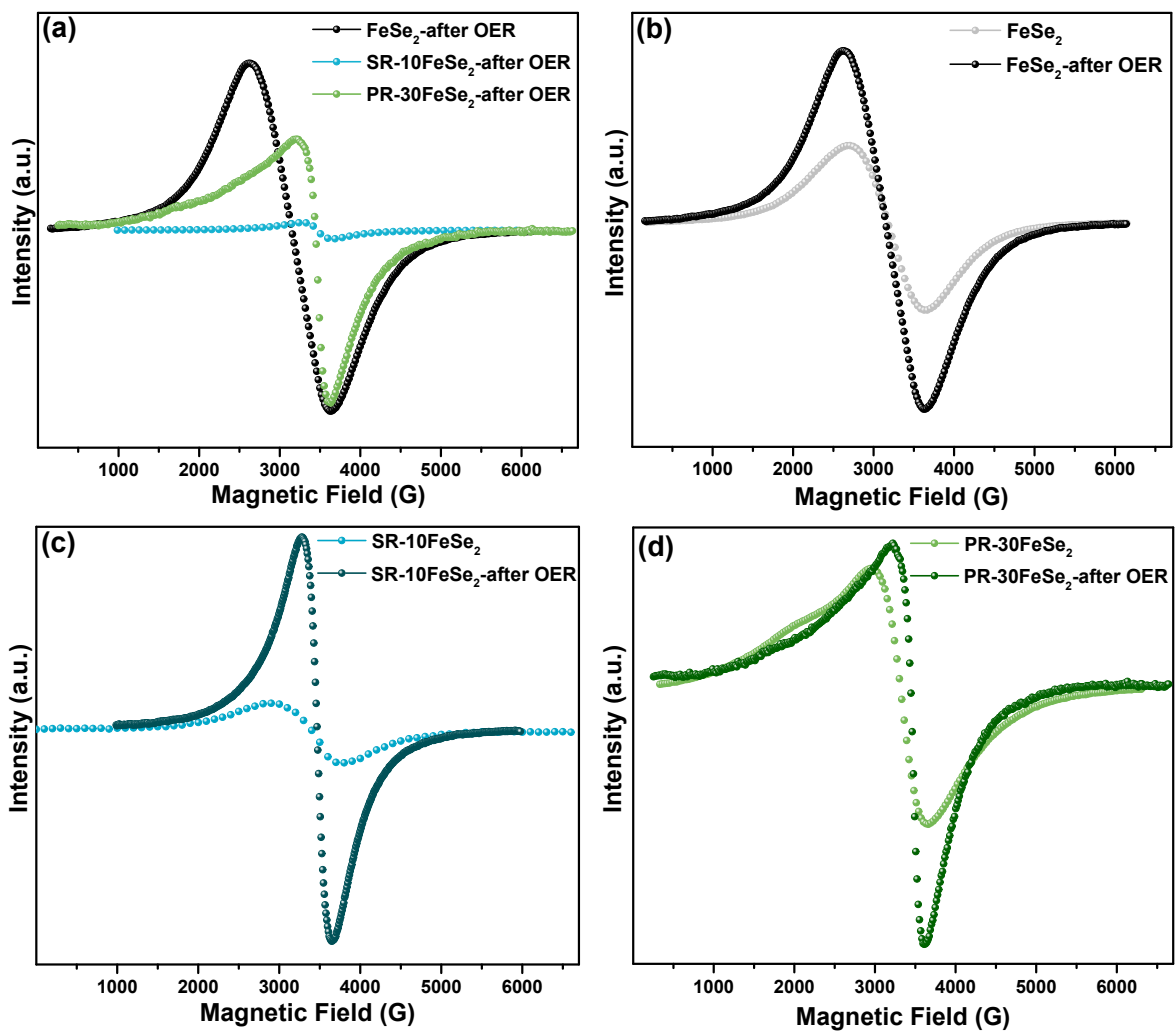 (a)
FeSe₂-after OER
SR-10FeSe₂-after OER
PR-30FeSe₂-after OER
Intensity (a.u.)
1000 2000 3000 4000 5000 6000
Magnetic Field (G)
(b)
FeSe₂
FeSe₂-after OER
Intensity (a.u.)
1000 2000 3000 4000 5000 6000
Magnetic Field (G)
(c)
SR-10FeSe₂
SR-10FeSe₂-after OER
Intensity (a.u.)
1000 2000 3000 4000 5000 6000
Magnetic Field (G)
(d)
PR-30FeSe₂
PR-30FeSe₂-after OER
Intensity (a.u.)
1000 2000 3000 4000 5000 6000
Magnetic Field (G)